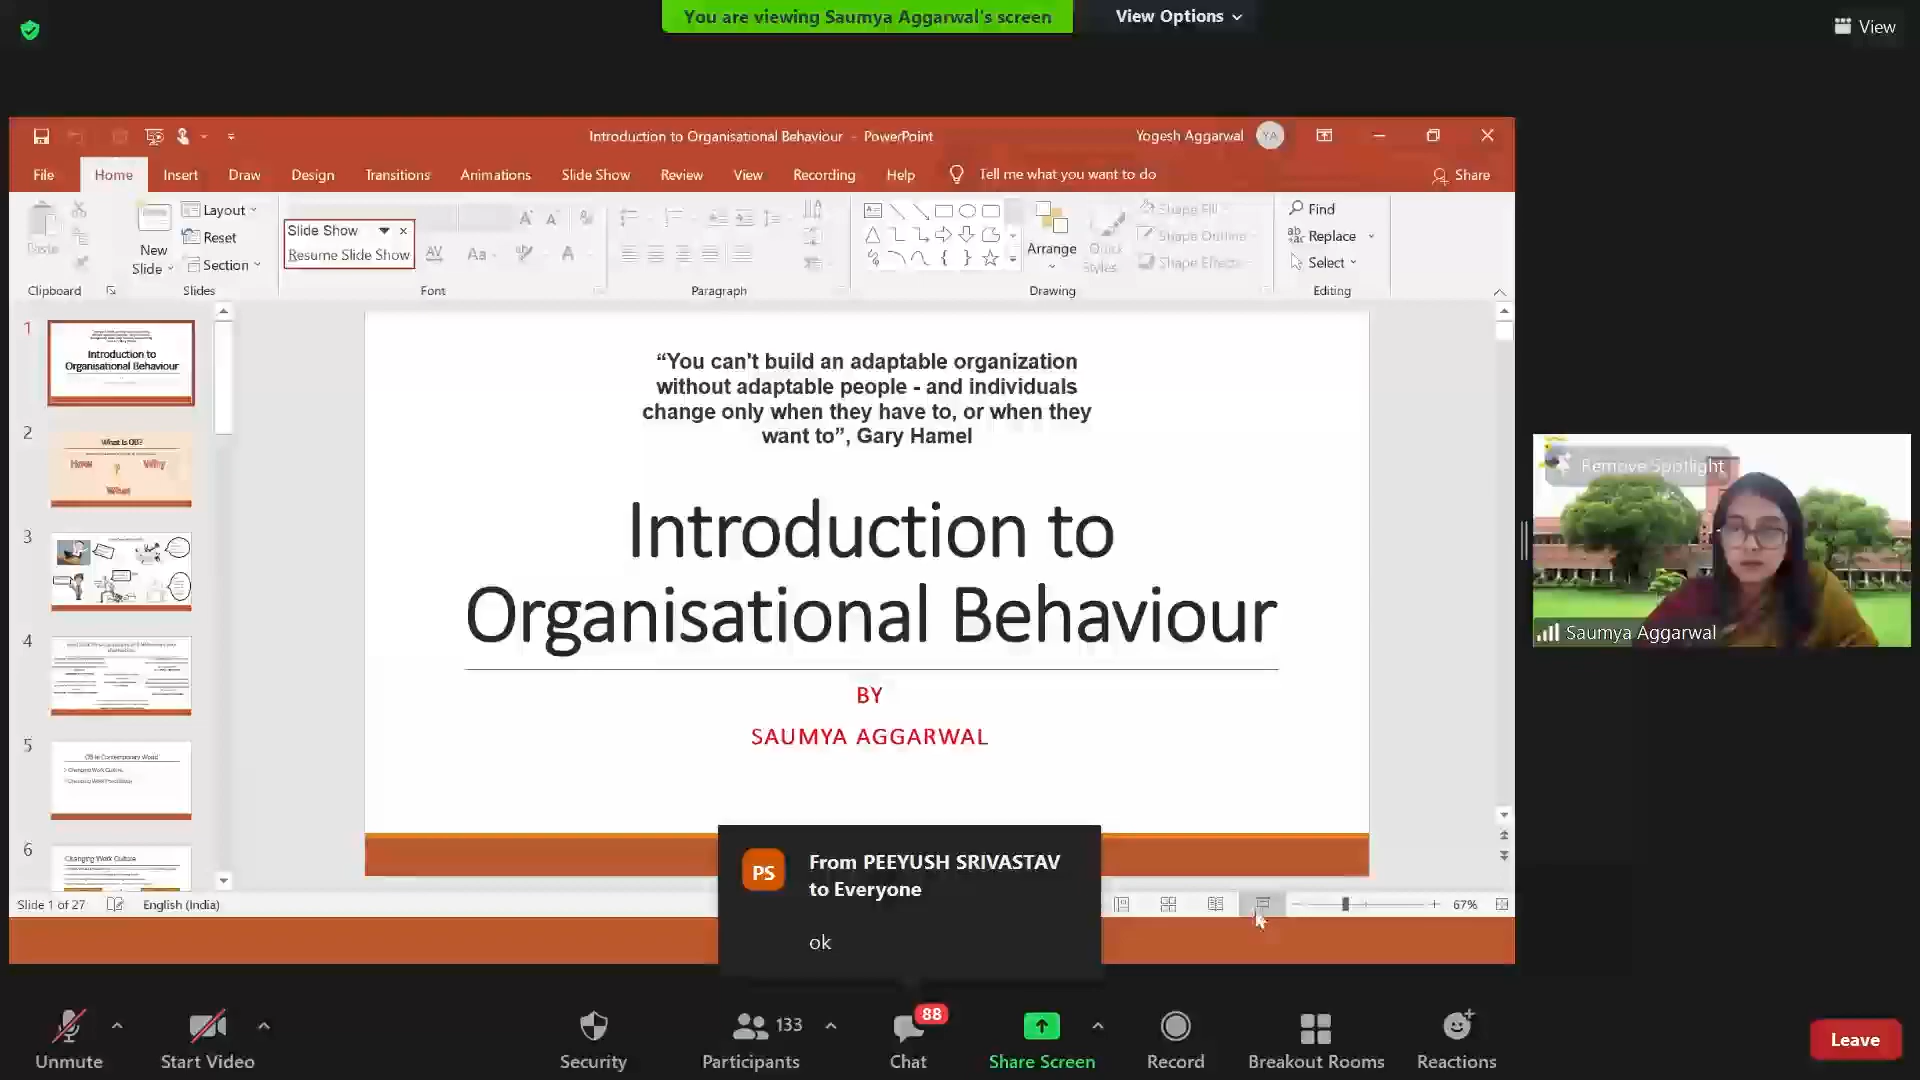 You are viewing Saumya Aggarwal's screen
View Options
View
Introduction to Organisational Behaviour - PowerPoint
Yogesh Aggarwal
YA
File
Home
Insert
Draw
Design
Transitions
Animations
Slide Show
Review
View
Recording
Help
Tell me what you want to do
Share
Paste
New
Slide
Layout
Reset
Section
Slide Show
Resume Slide Show
Arrange
Quick
Styles
Shape Fill
Shape Outline
Shape Effects
Find
Replace
Select
Clipboard
Slides
Font
Paragraph
Drawing
Editing
1
Introduction to
Organisational Behaviour
2
What is OB?
How
?
Why
What
3
4
5
OB in Contemporary World
Changing Work Culture
6
Changing Work Culture
“You can't build an adaptable organization
without adaptable people - and individuals
change only when they have to, or when they
want to”, Gary Hamel
Introduction to
Organisational Behaviour
BY
SAUMYA AGGARWAL
Remove Spotlight
Saumya Aggarwal
PS
From PEEYUSH SRIVASTAV
to Everyone
ok
Slide 1 of 27
English (India)
67%
Unmute
Start Video
Security
Participants
133
Chat
88
Share Screen
Record
Breakout Rooms
Reactions
Leave